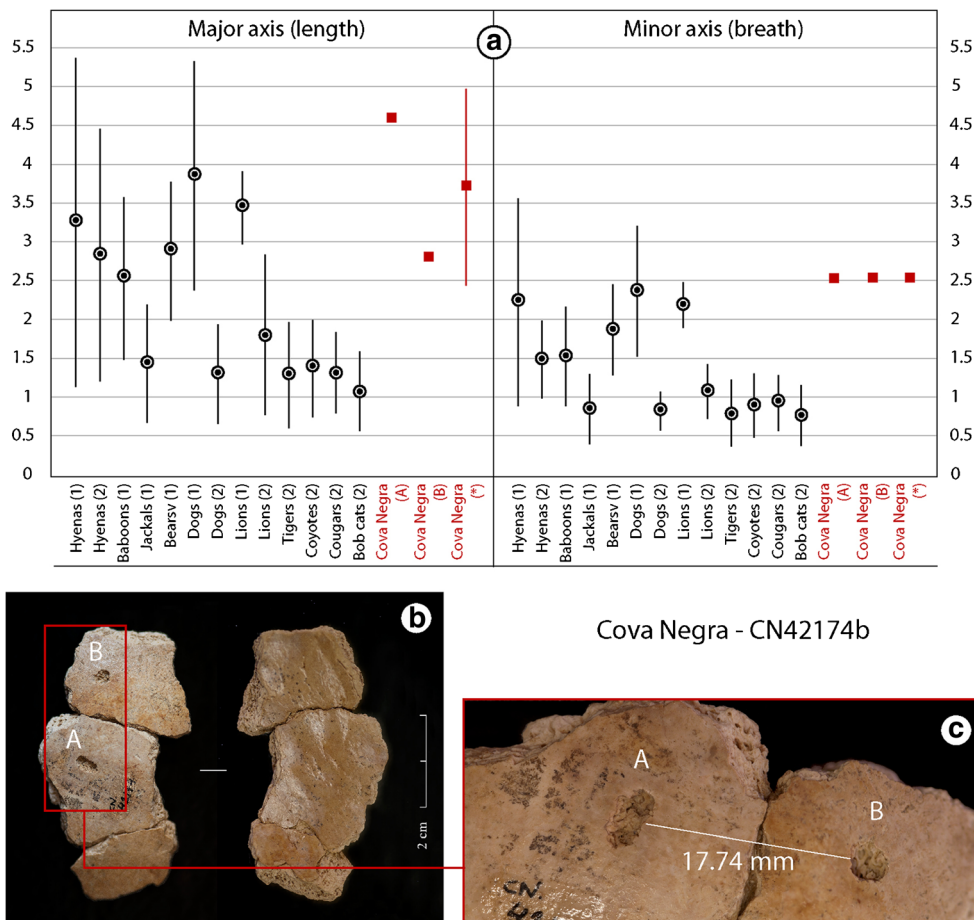 Major axis (length)
a
Minor axis (breath)
5.5
5
4.5
4
3.5
3
2.5
2
1.5
1
0.5
0
5.5
5
4.5
4
3.5
3
2.5
2
1.5
1
0.5
0
Hyenas (1)
Hyenas (2)
Baboons (1)
Jackals (1)
Bearsv (1)
Dogs (1)
Dogs (2)
Lions (1)
Lions (2)
Tigers (2)
Coyotes (2)
Cougars (2)
Bob cats (2)
Cova Negra
(A)
Cova Negra
(B)
Cova Negra
(*)
Hyenas (1)
Hyenas (2)
Baboons (1)
Jackals (1)
Bearsv (1)
Dogs (1)
Dogs (2)
Lions (1)
Lions (2)
Tigers (2)
Coyotes (2)
Cougars (2)
Bob cats (2)
Cova Negra
(A)
Cova Negra
(B)
Cova Negra
(*)
b
B
A
2 cm
Cova Negra - CN42174b
c
A
B
17.74 mm
CN.